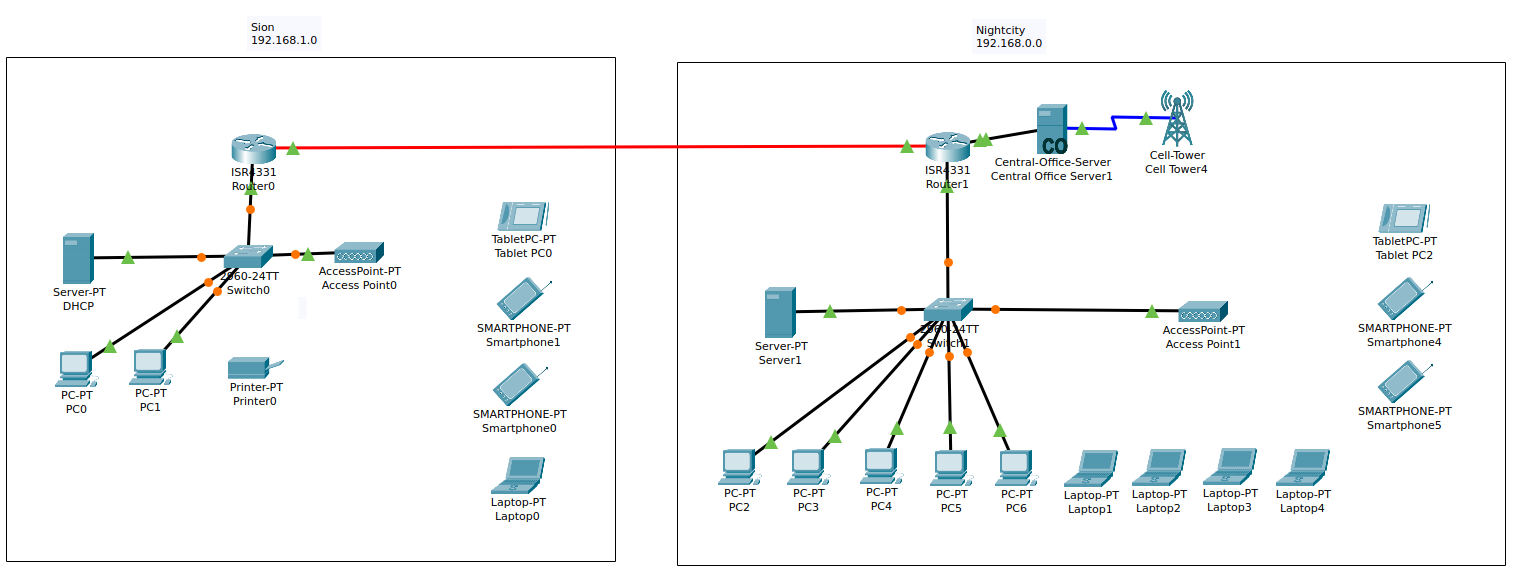 Sion
192.168.1.0
ISR4331
Router0
Server-PT
DHCP
2960-24TT
Switch0
AccessPoint-PT
Access Point0
PC-PT
PC0
PC-PT
PC1
Printer-PT
Printer0
TabletPC-PT
Tablet PC0
SMARTPHONE-PT
Smartphone1
SMARTPHONE-PT
Smartphone0
Laptop-PT
Laptop0
Nightcity
192.168.0.0
ISR4331
Router1
CO
Central-Office-Server
Central Office Server1
Cell-Tower
Cell Tower4
Server-PT
Server1
2960-24TT
Switch1
AccessPoint-PT
Access Point1
TabletPC-PT
Tablet PC2
SMARTPHONE-PT
Smartphone4
SMARTPHONE-PT
Smartphone5
PC-PT
PC2
PC-PT
PC3
PC-PT
PC4
PC-PT
PC5
PC-PT
PC6
Laptop-PT
Laptop1
Laptop-PT
Laptop2
Laptop-PT
Laptop3
Laptop-PT
Laptop4